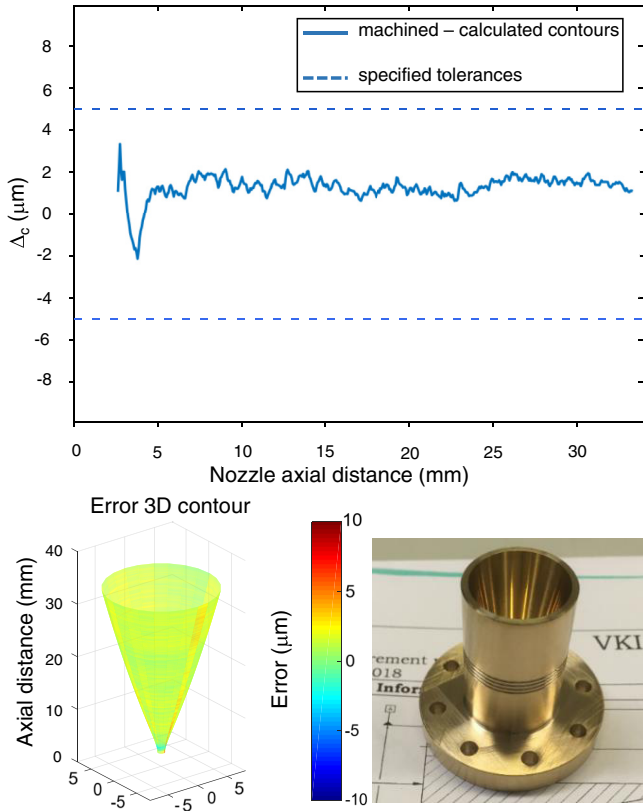 machined – calculated contours
specified tolerances
8
6
4
2
0
-2
-4
-6
-8
Δc (μm)
0 5 10 15 20 25 30
Nozzle axial distance (mm)
Error 3D contour
40
30
20
10
0
Axial distance (mm)
5 0 -5
-5 0 5
10
5
0
-5
-10
Error (μm)
VKI
rement
018
Infor